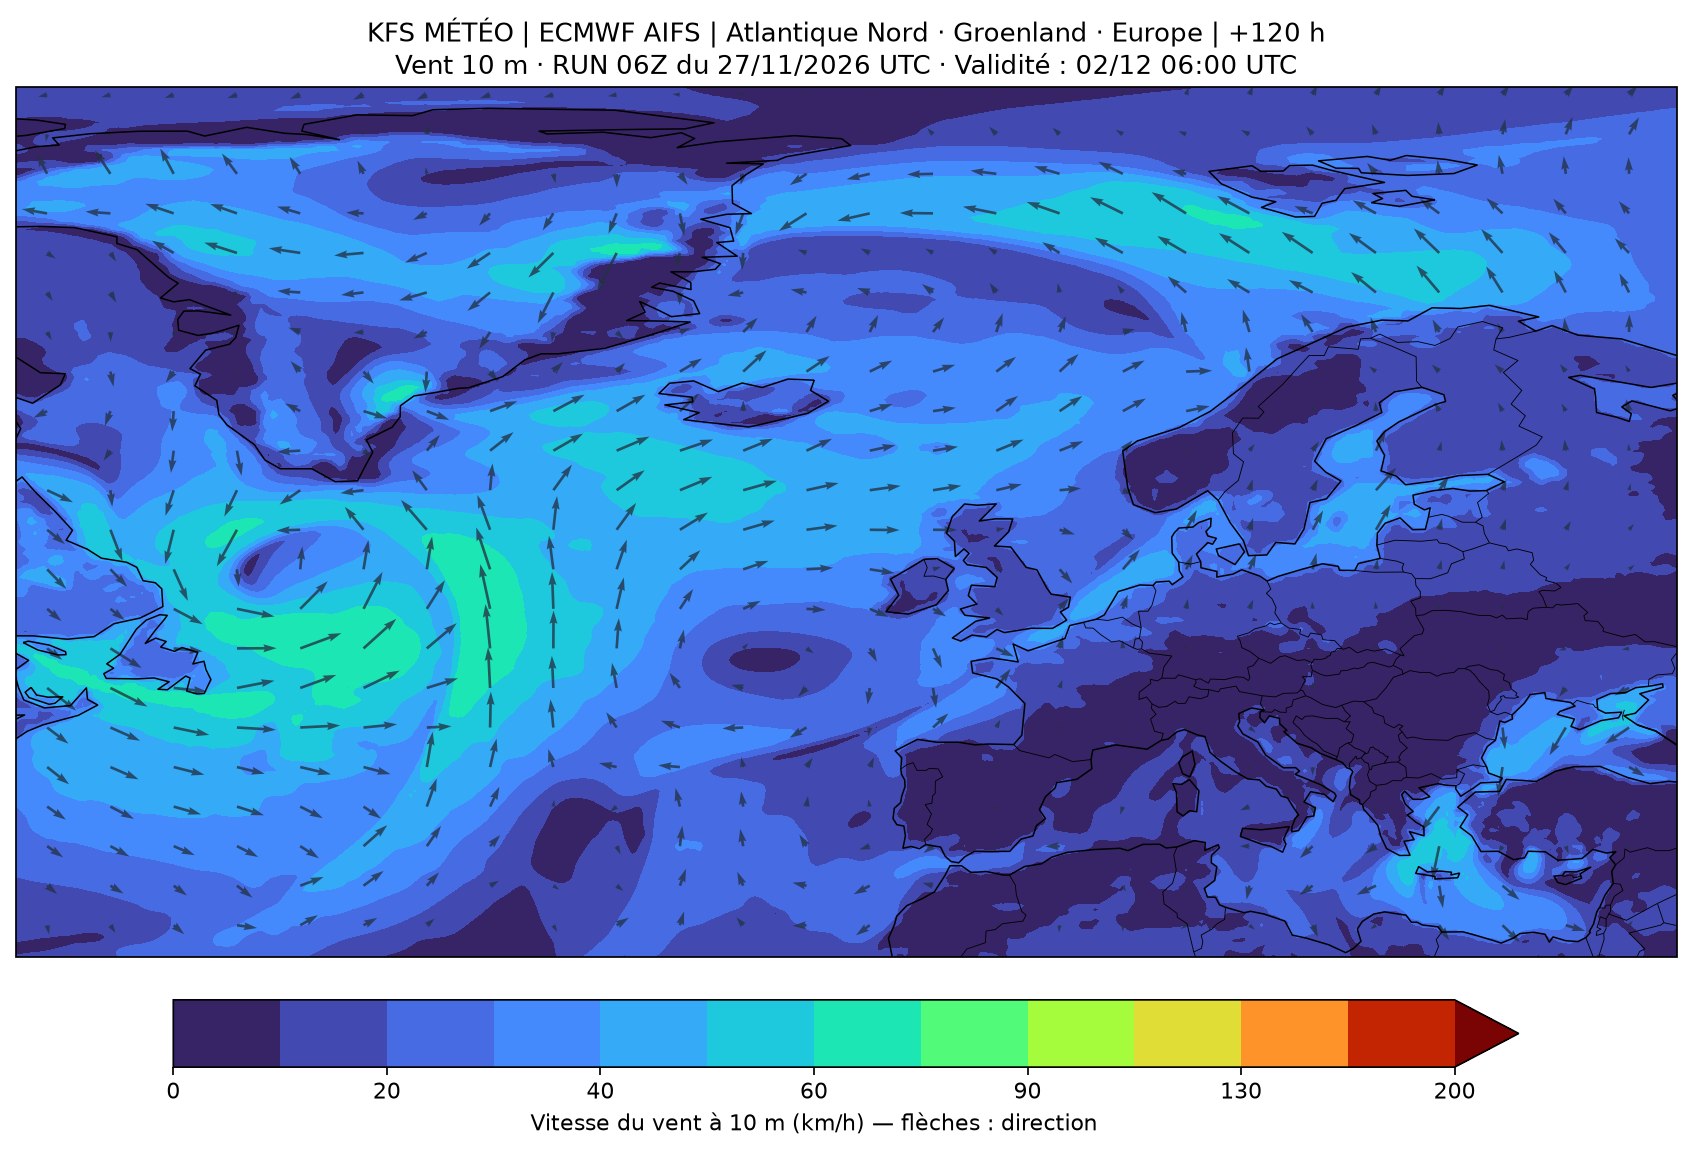 KFS MÉTÉO | ECMWF AIFS | Atlantique Nord · Groenland · Europe | +120 h
Vent 10 m · RUN 06Z du 27/11/2026 UTC · Validité : 02/12 06:00 UTC
0 20 40 60 90 130 200
Vitesse du vent à 10 m (km/h) — flèches : direction